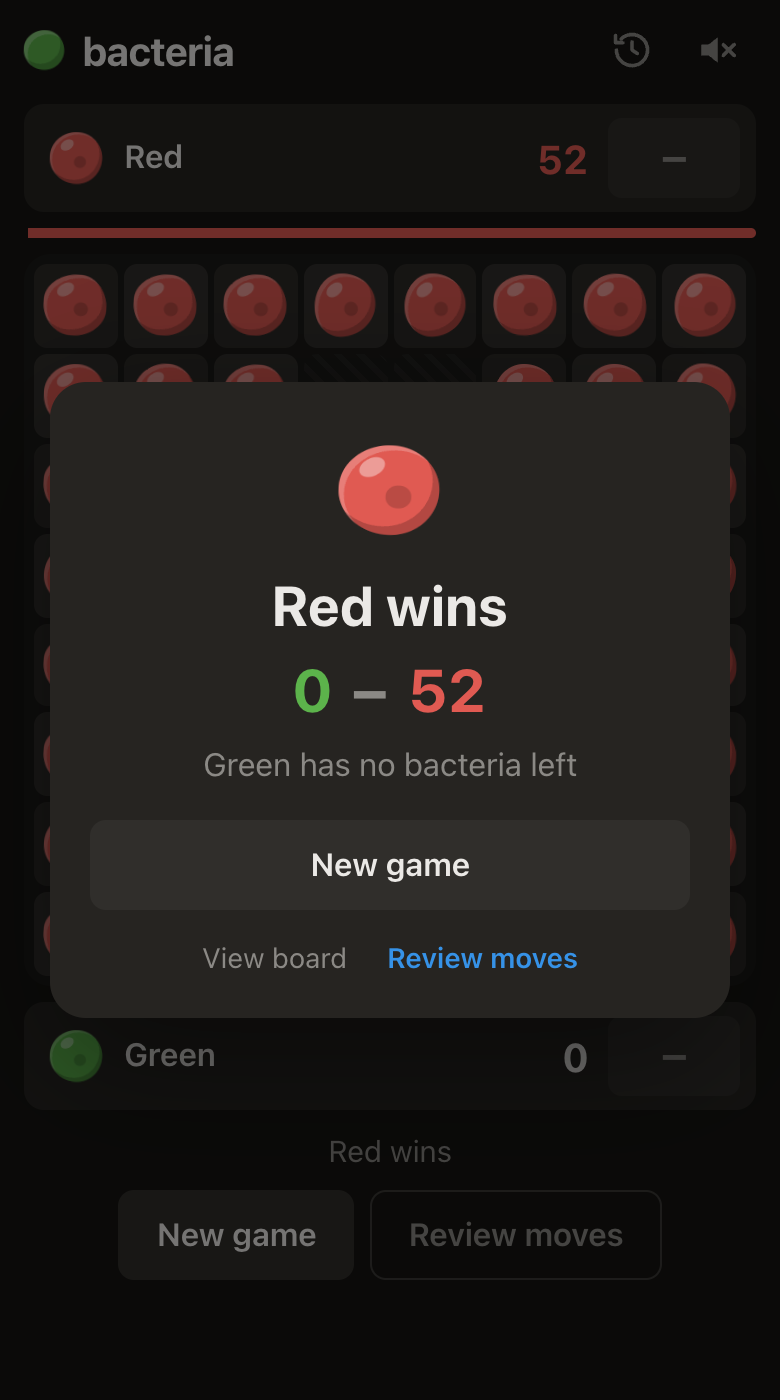 bacteria
Red 52 –
Red wins
0 – 52
Green has no bacteria left
New game
View board Review moves
Green 0 –
Red wins
New game Review moves